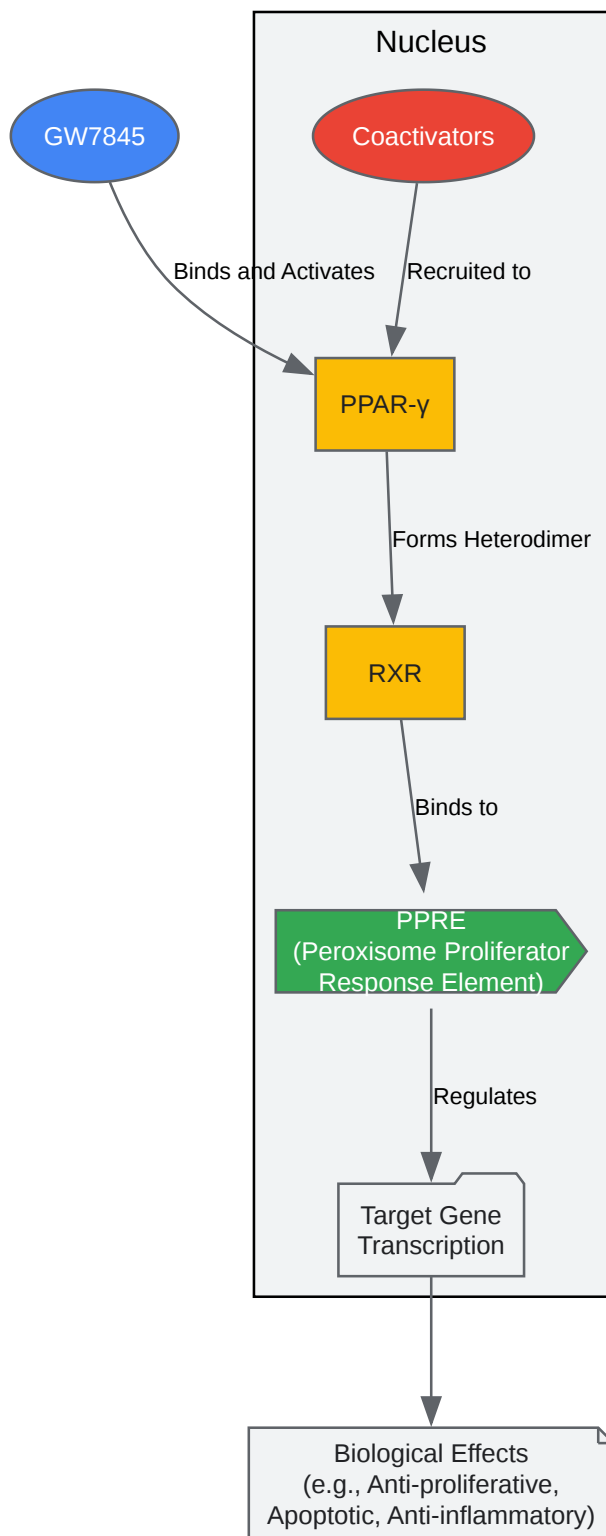 Nucleus
GW7845
Coactivators
Binds and Activates
Recruited to
PPAR-γ
Forms Heterodimer
RXR
Binds to
PPRE
(Peroxisome Proliferator
Response Element)
Regulates
Target Gene
Transcription
Biological Effects
(e.g., Anti-proliferative,
Apoptotic, Anti-inflammatory)